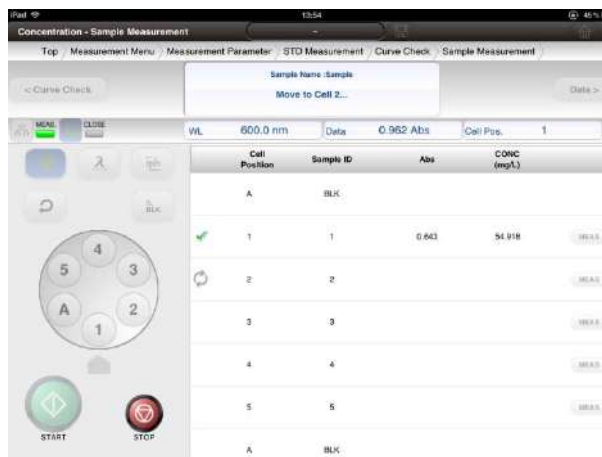 iPad 13:54 45%
Concentration - Sample Measurement
Top Measurement Menu Measurement Parameter STD Measurement Curve Check Sample Measurement
< Curve Check
Sample Name :Sample
Move to Cell 2...
Data >
MEAS. CLOSE
WL 600.0 nm Data 0.962 Abs Cell Pos. 1
Cell Position Sample ID Abs CONC (mg/L)
A BLK
λ
BLK
1 1 0.643 54.918 MEAS
2 2 MEAS
3 3 MEAS
4 4 MEAS
5 5 MEAS
A BLK
4
5 3
A 2
1
START STOP